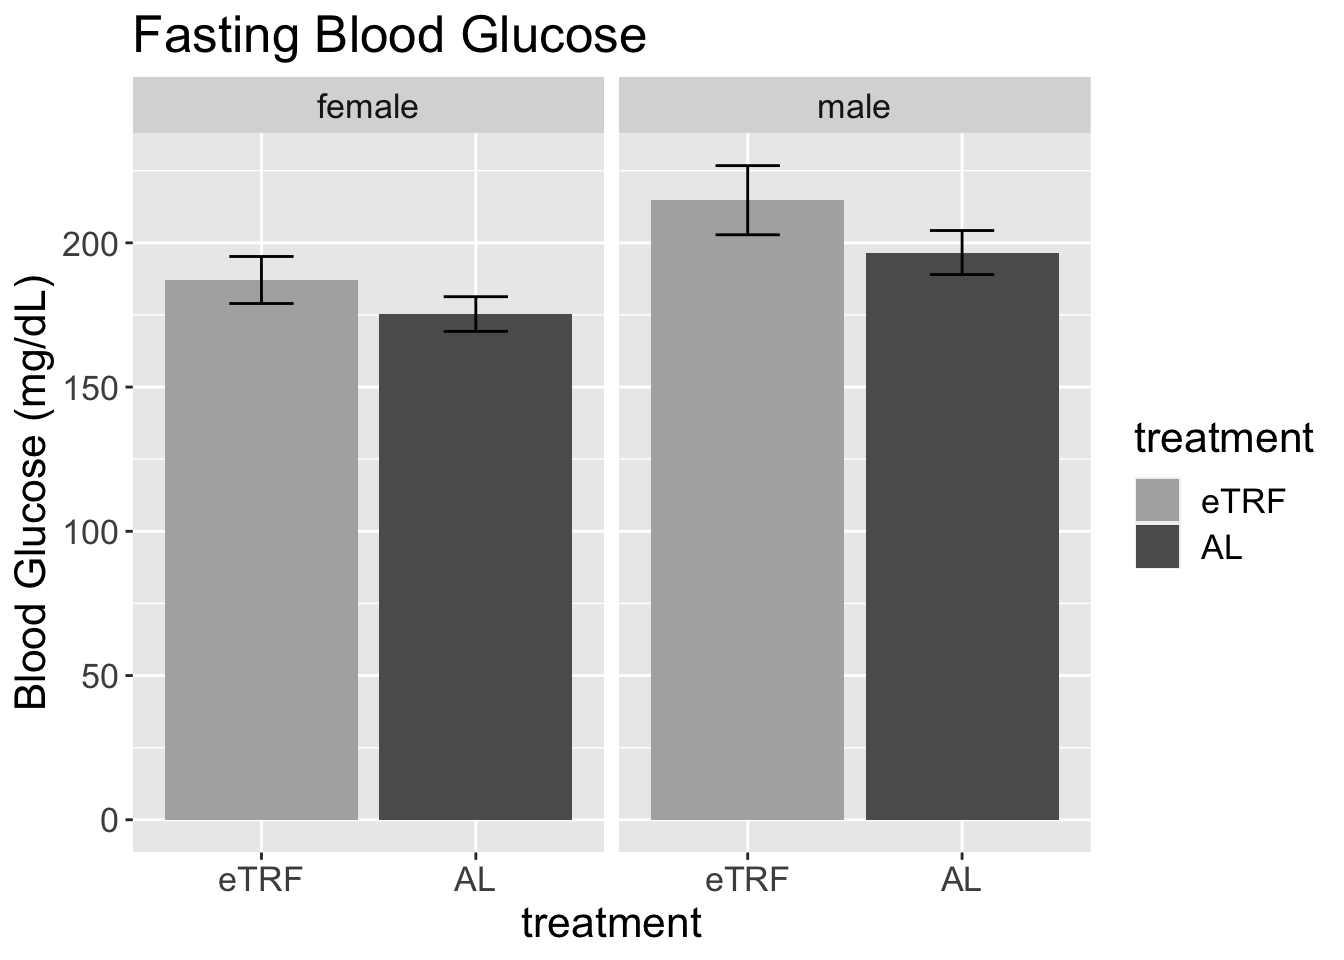 Fasting Blood Glucose
female
male
Blood Glucose (mg/dL)
200
150
100
50
0
eTRF
AL
eTRF
AL
treatment
treatment
eTRF
AL